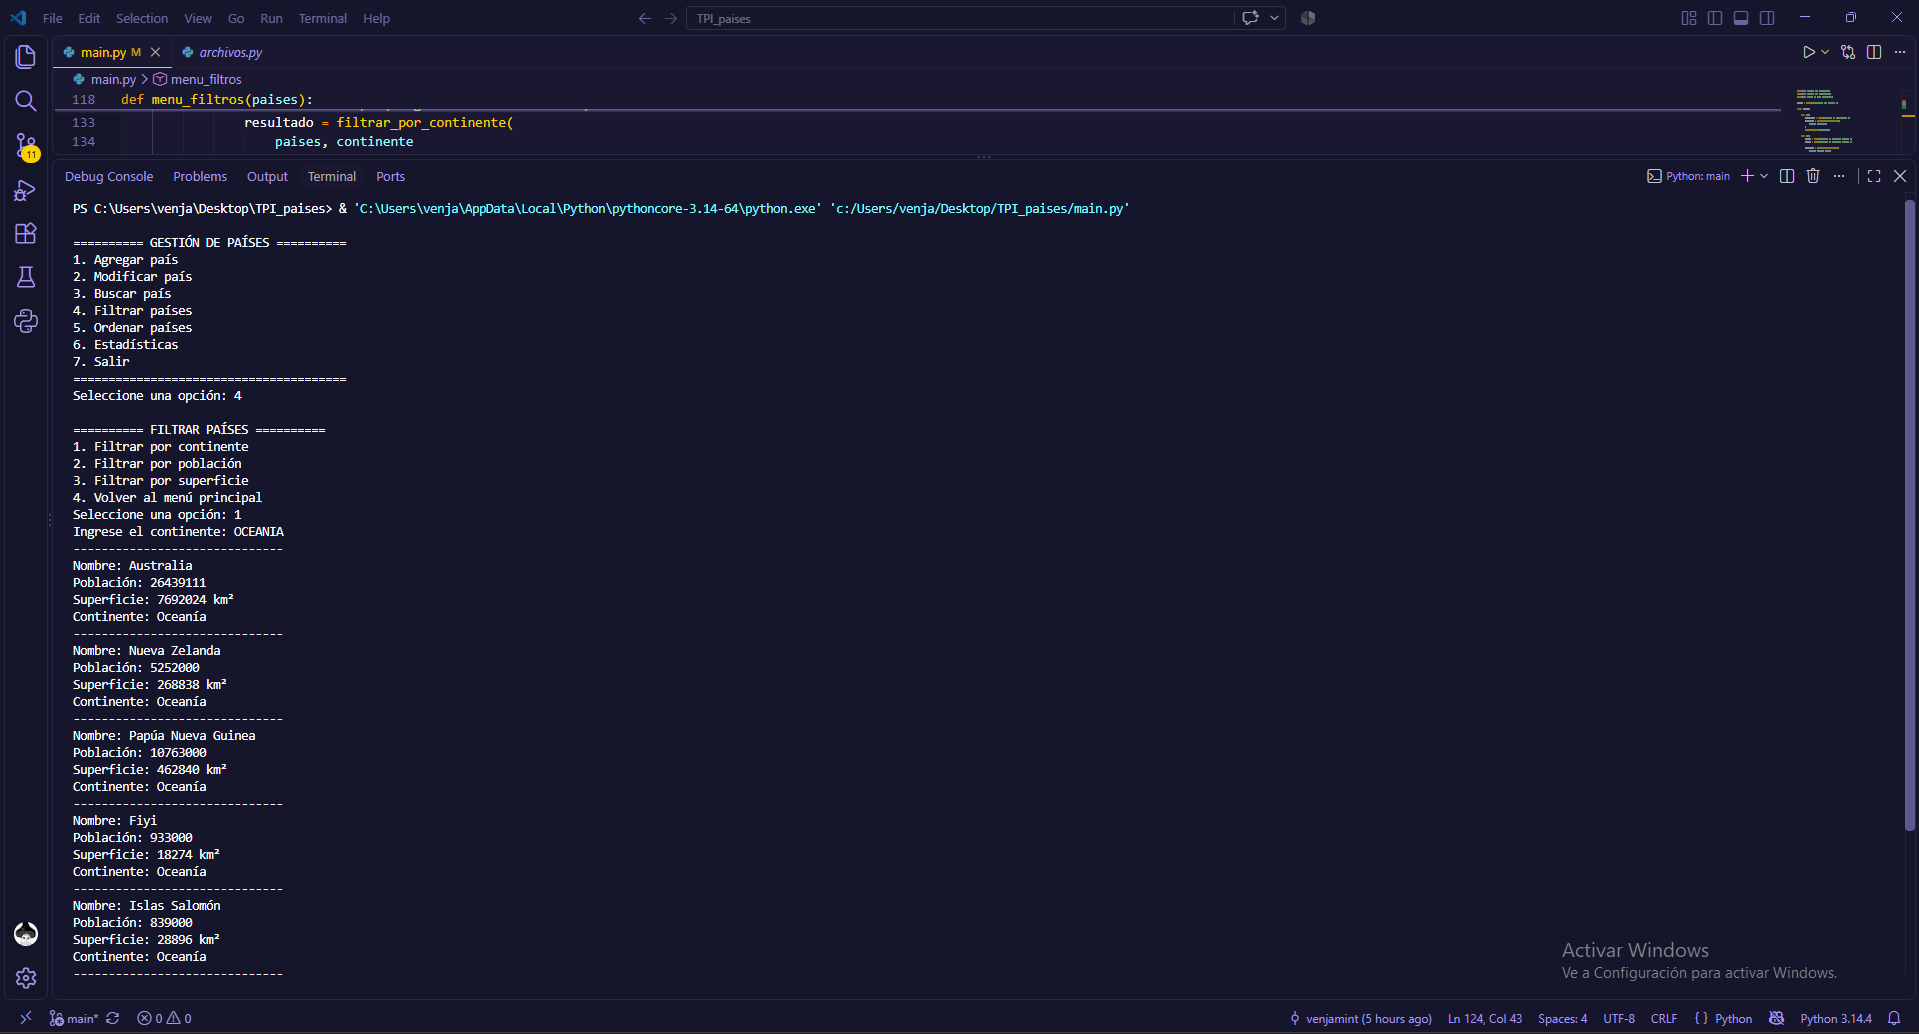 File Edit Selection View Go Run Terminal Help
TPI_paises
main.py M
archivos.py
main.py > menu_filtros
118 def menu_filtros(paises):
133 resultado = filtrar_por_continente(
134 paises, continente
11
Debug Console Problems Output Terminal Ports
Python: main
PS C:\Users\venja\Desktop\TPI_paises> & 'C:\Users\venja\AppData\Local\Python\pythoncore-3.14-64\python.exe' 'c:/Users/venja/Desktop/TPI_paises/main.py'
========== GESTIÓN DE PAÍSES ==========
1. Agregar país
2. Modificar país
3. Buscar país
4. Filtrar países
5. Ordenar países
6. Estadísticas
7. Salir
=======================================
Seleccione una opción: 4
========== FILTRAR PAÍSES ==========
1. Filtrar por continente
2. Filtrar por población
3. Filtrar por superficie
4. Volver al menú principal
Seleccione una opción: 1
Ingrese el continente: OCEANIA
------------------------------
Nombre: Australia
Población: 26439111
Superficie: 7692024 km²
Continente: Oceanía
------------------------------
Nombre: Nueva Zelanda
Población: 5252000
Superficie: 268838 km²
Continente: Oceanía
------------------------------
Nombre: Papúa Nueva Guinea
Población: 10763000
Superficie: 462840 km²
Continente: Oceanía
------------------------------
Nombre: Fiyi
Población: 933000
Superficie: 18274 km²
Continente: Oceanía
------------------------------
Nombre: Islas Salomón
Población: 839000
Superficie: 28896 km²
Continente: Oceanía
------------------------------
Activar Windows
Ve a Configuración para activar Windows.
main* 0 0
venjamint (5 hours ago) Ln 124, Col 43 Spaces: 4 UTF-8 CRLF { } Python Python 3.14.4